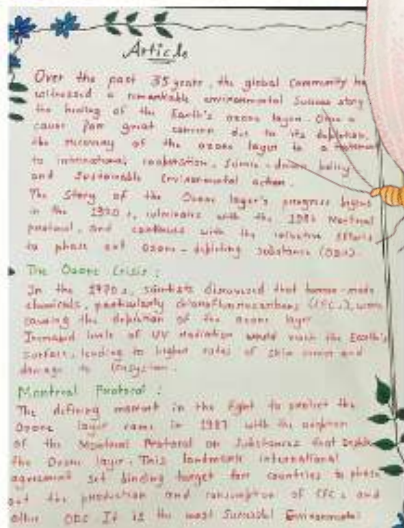 Article
Over the past 35 years, the global Community ha
witnessed a remarkable environmental Success story
the healing of the Earth's ozone layer. Once a
cause for great concern due to its depletion,
the recovery of the ozone layer is a testament
to international cooperation, Science-driven policy
and Sustainable Environmental action.
The Story of the Ozone layer's progress begins
in the 1970s, culminates with the Montreal
protocol, and continues with the collective efforts
to phase out ozone-depleting substance (ODS).
The Ozone Crisis:
In the 1970s, scientists discovered that human-made
chemicals, particularly chlorofluorocarbons (CFCs), were
causing the depletion of the ozone layer
Increased levels of UV radiation would reach the Earth's
surface, leading to higher rates of skin cancer and
damage to Ecosystem.
Montreal Protocol:
The defining moment in the fight to protect the
Ozone layer came in 1987 with the adoption
of the Montreal Protocol on Substances that Deplete
the Ozone layer. This landmark international
agreement set binding target for countries to phase
out the production and consumption of CFCs and
other ODS It is the most Successful Environmental